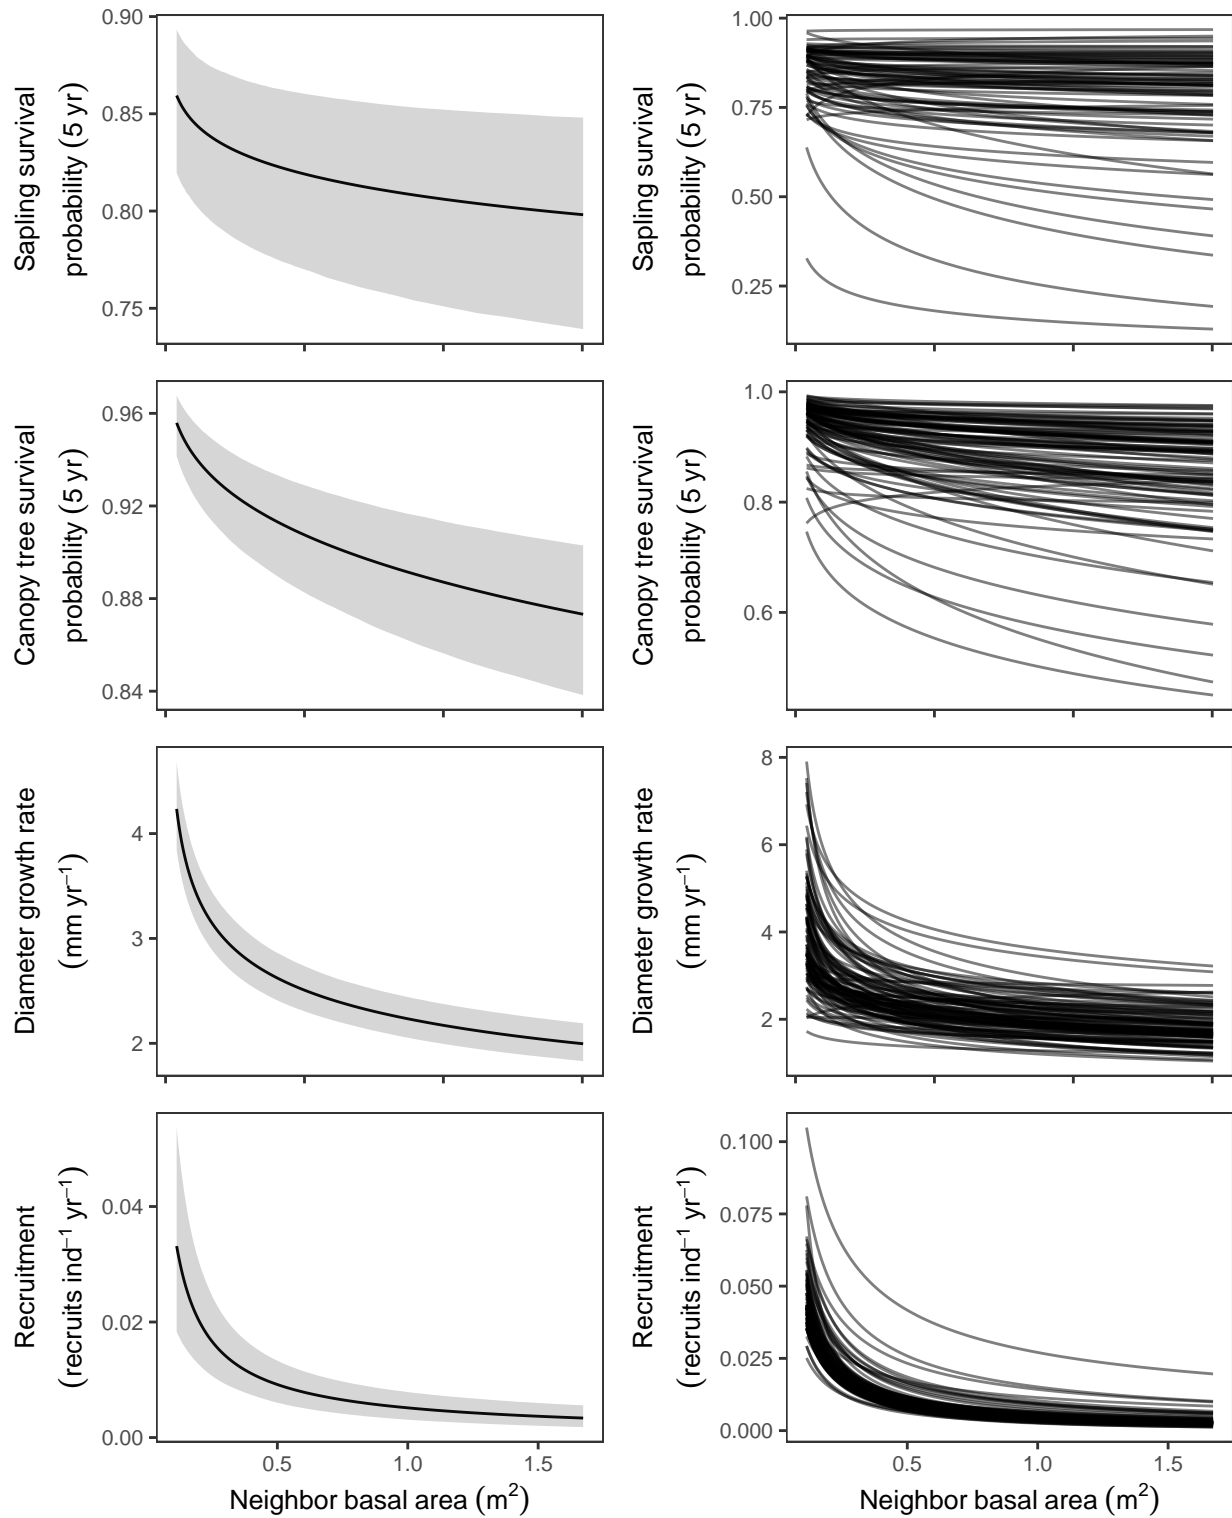 Sapling survival
probability (5 yr)
0.90
0.85
0.80
0.75
Sapling survival
probability (5 yr)
1.00
0.75
0.50
0.25
Canopy tree survival
probability (5 yr)
0.96
0.92
0.88
0.84
Canopy tree survival
probability (5 yr)
1.0
0.8
0.6
Diameter growth rate
(mm yr⁻¹)
4
3
2
Diameter growth rate
(mm yr⁻¹)
8
6
4
2
Recruitment
(recruits ind⁻¹ yr⁻¹)
0.04
0.02
0.00
0.5 1.0 1.5
Neighbor basal area (m²)
Recruitment
(recruits ind⁻¹ yr⁻¹)
0.100
0.075
0.050
0.025
0.000
0.5 1.0 1.5
Neighbor basal area (m²)